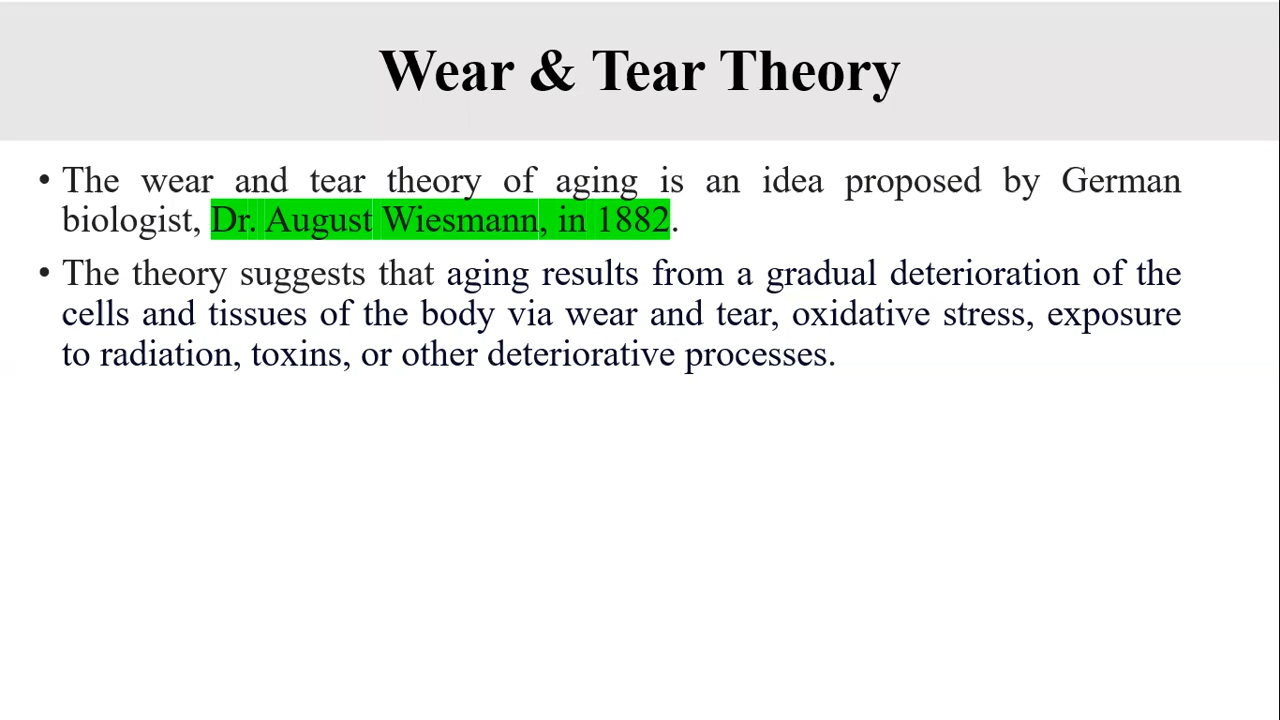 Wear & Tear Theory
• The wear and tear theory of aging is an idea proposed by German
biologist, Dr. August Wiesmann, in 1882.
• The theory suggests that aging results from a gradual deterioration of the
cells and tissues of the body via wear and tear, oxidative stress, exposure
to radiation, toxins, or other deteriorative processes.